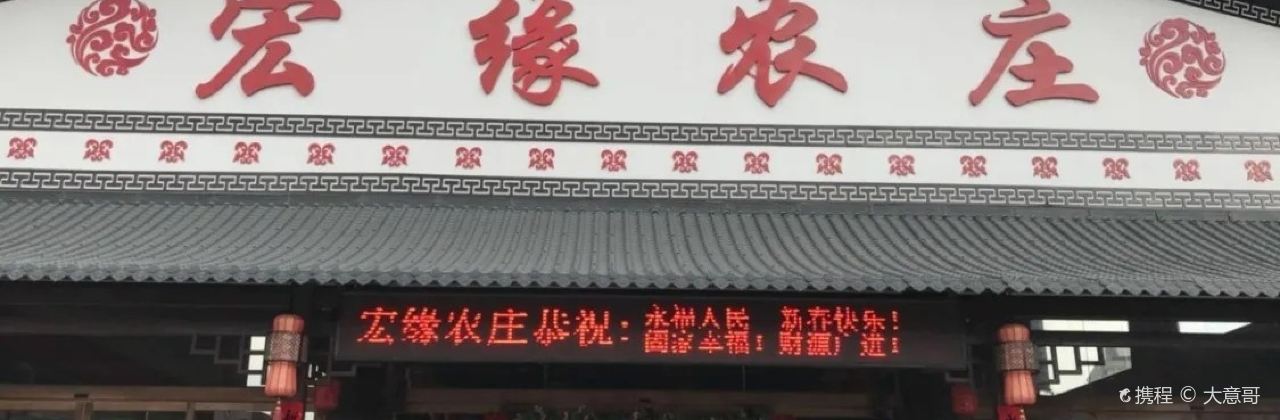 宏缘农庄
宏缘农庄恭祝:
永福人民 新春快乐!
阖家幸福! 财源广进!
携程 © 大意哥